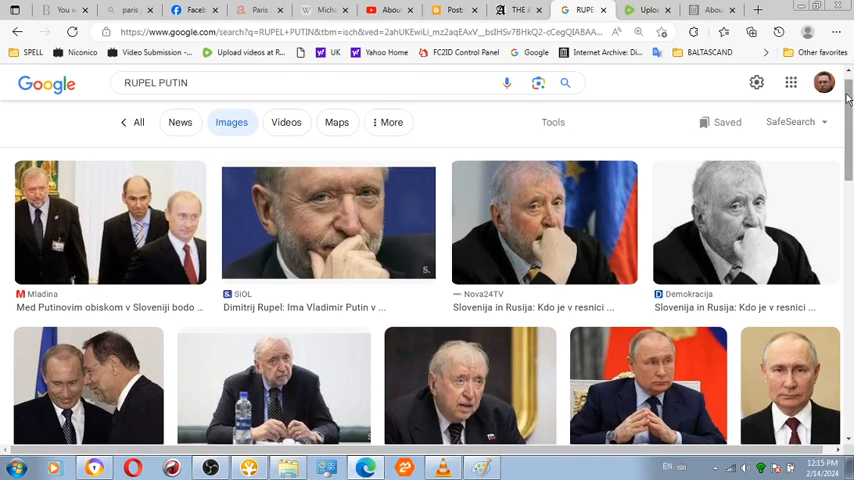 You w
paris
Faceb
Paris
Micha
Abou
Posts
THE A
RUPEL
Uploa
Abou
https://www.google.com/search?q=RUPEL+PUTIN&tbm=isch&ved=2ahUKEwiLi_mz2aqEAxV__bsIHSv7BHkQ2-cCegQIABAA...
SPELL
Niconico
Video Submission -...
Upload videos at R...
UK
Yahoo Home
FC2ID Control Panel
Google
Internet Archive: Di...
BALTASCAND
Other favorites
Google
RUPEL PUTIN
All
News
Images
Videos
Maps
More
Tools
Saved
SafeSearch
S.
Mladina
Med Putinovim obiskom v Sloveniji bodo ...
SiOL
Dimitrij Rupel: Ima Vladimir Putin v ...
Nova24TV
Slovenija in Rusija: Kdo je v resnici ...
Demokracija
Slovenija in Rusija: Kdo je v resnici ...
EN
12:15 PM
2/14/2024